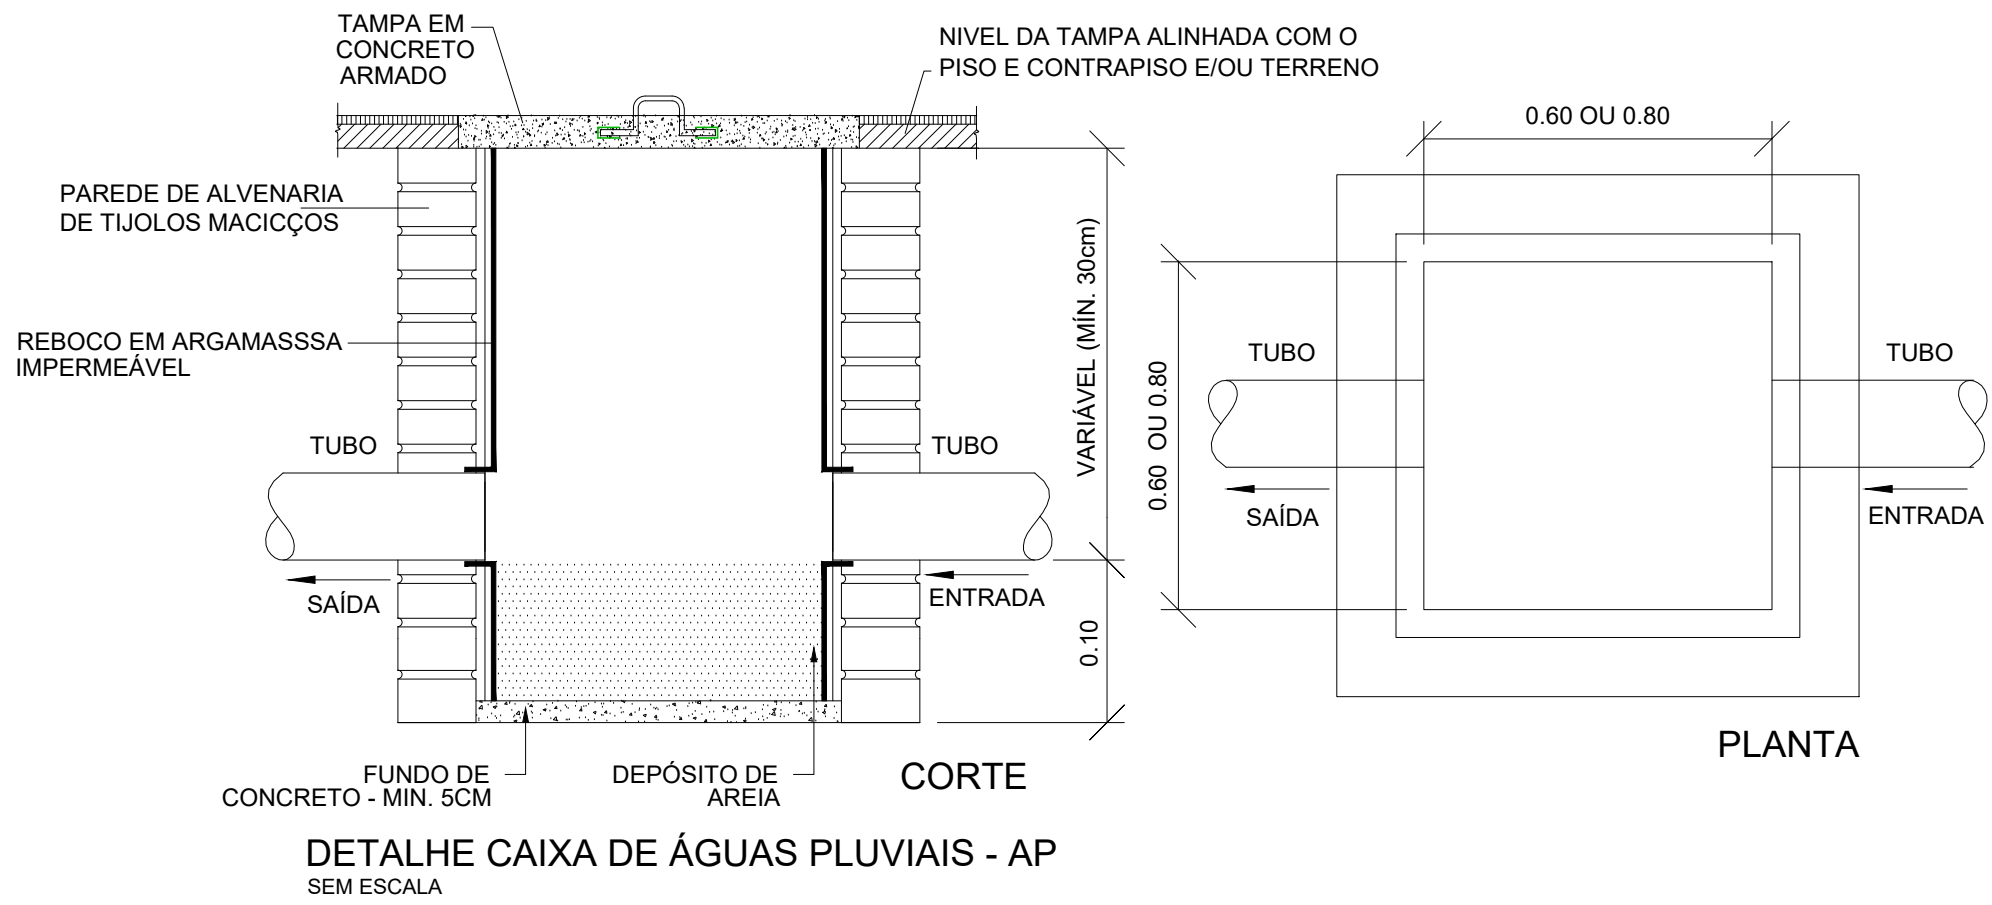 TAMPA EM
CONCRETO
ARMADO
NIVEL DA TAMPA ALINHADA COM O
PISO E CONTRAPISO E/OU TERRENO
PAREDE DE ALVENARIA
DE TIJOLOS MACICÇOS
REBOCO EM ARGAMASSSA
IMPERMEÁVEL
TUBO
TUBO
SAÍDA
ENTRADA
VARIÁVEL (MÍN. 30cm)
0.10
FUNDO DE
CONCRETO - MIN. 5CM
DEPÓSITO DE
AREIA
CORTE
0.60 OU 0.80
0.60 OU 0.80
TUBO
TUBO
SAÍDA
ENTRADA
PLANTA
DETALHE CAIXA DE ÁGUAS PLUVIAIS - AP
SEM ESCALA